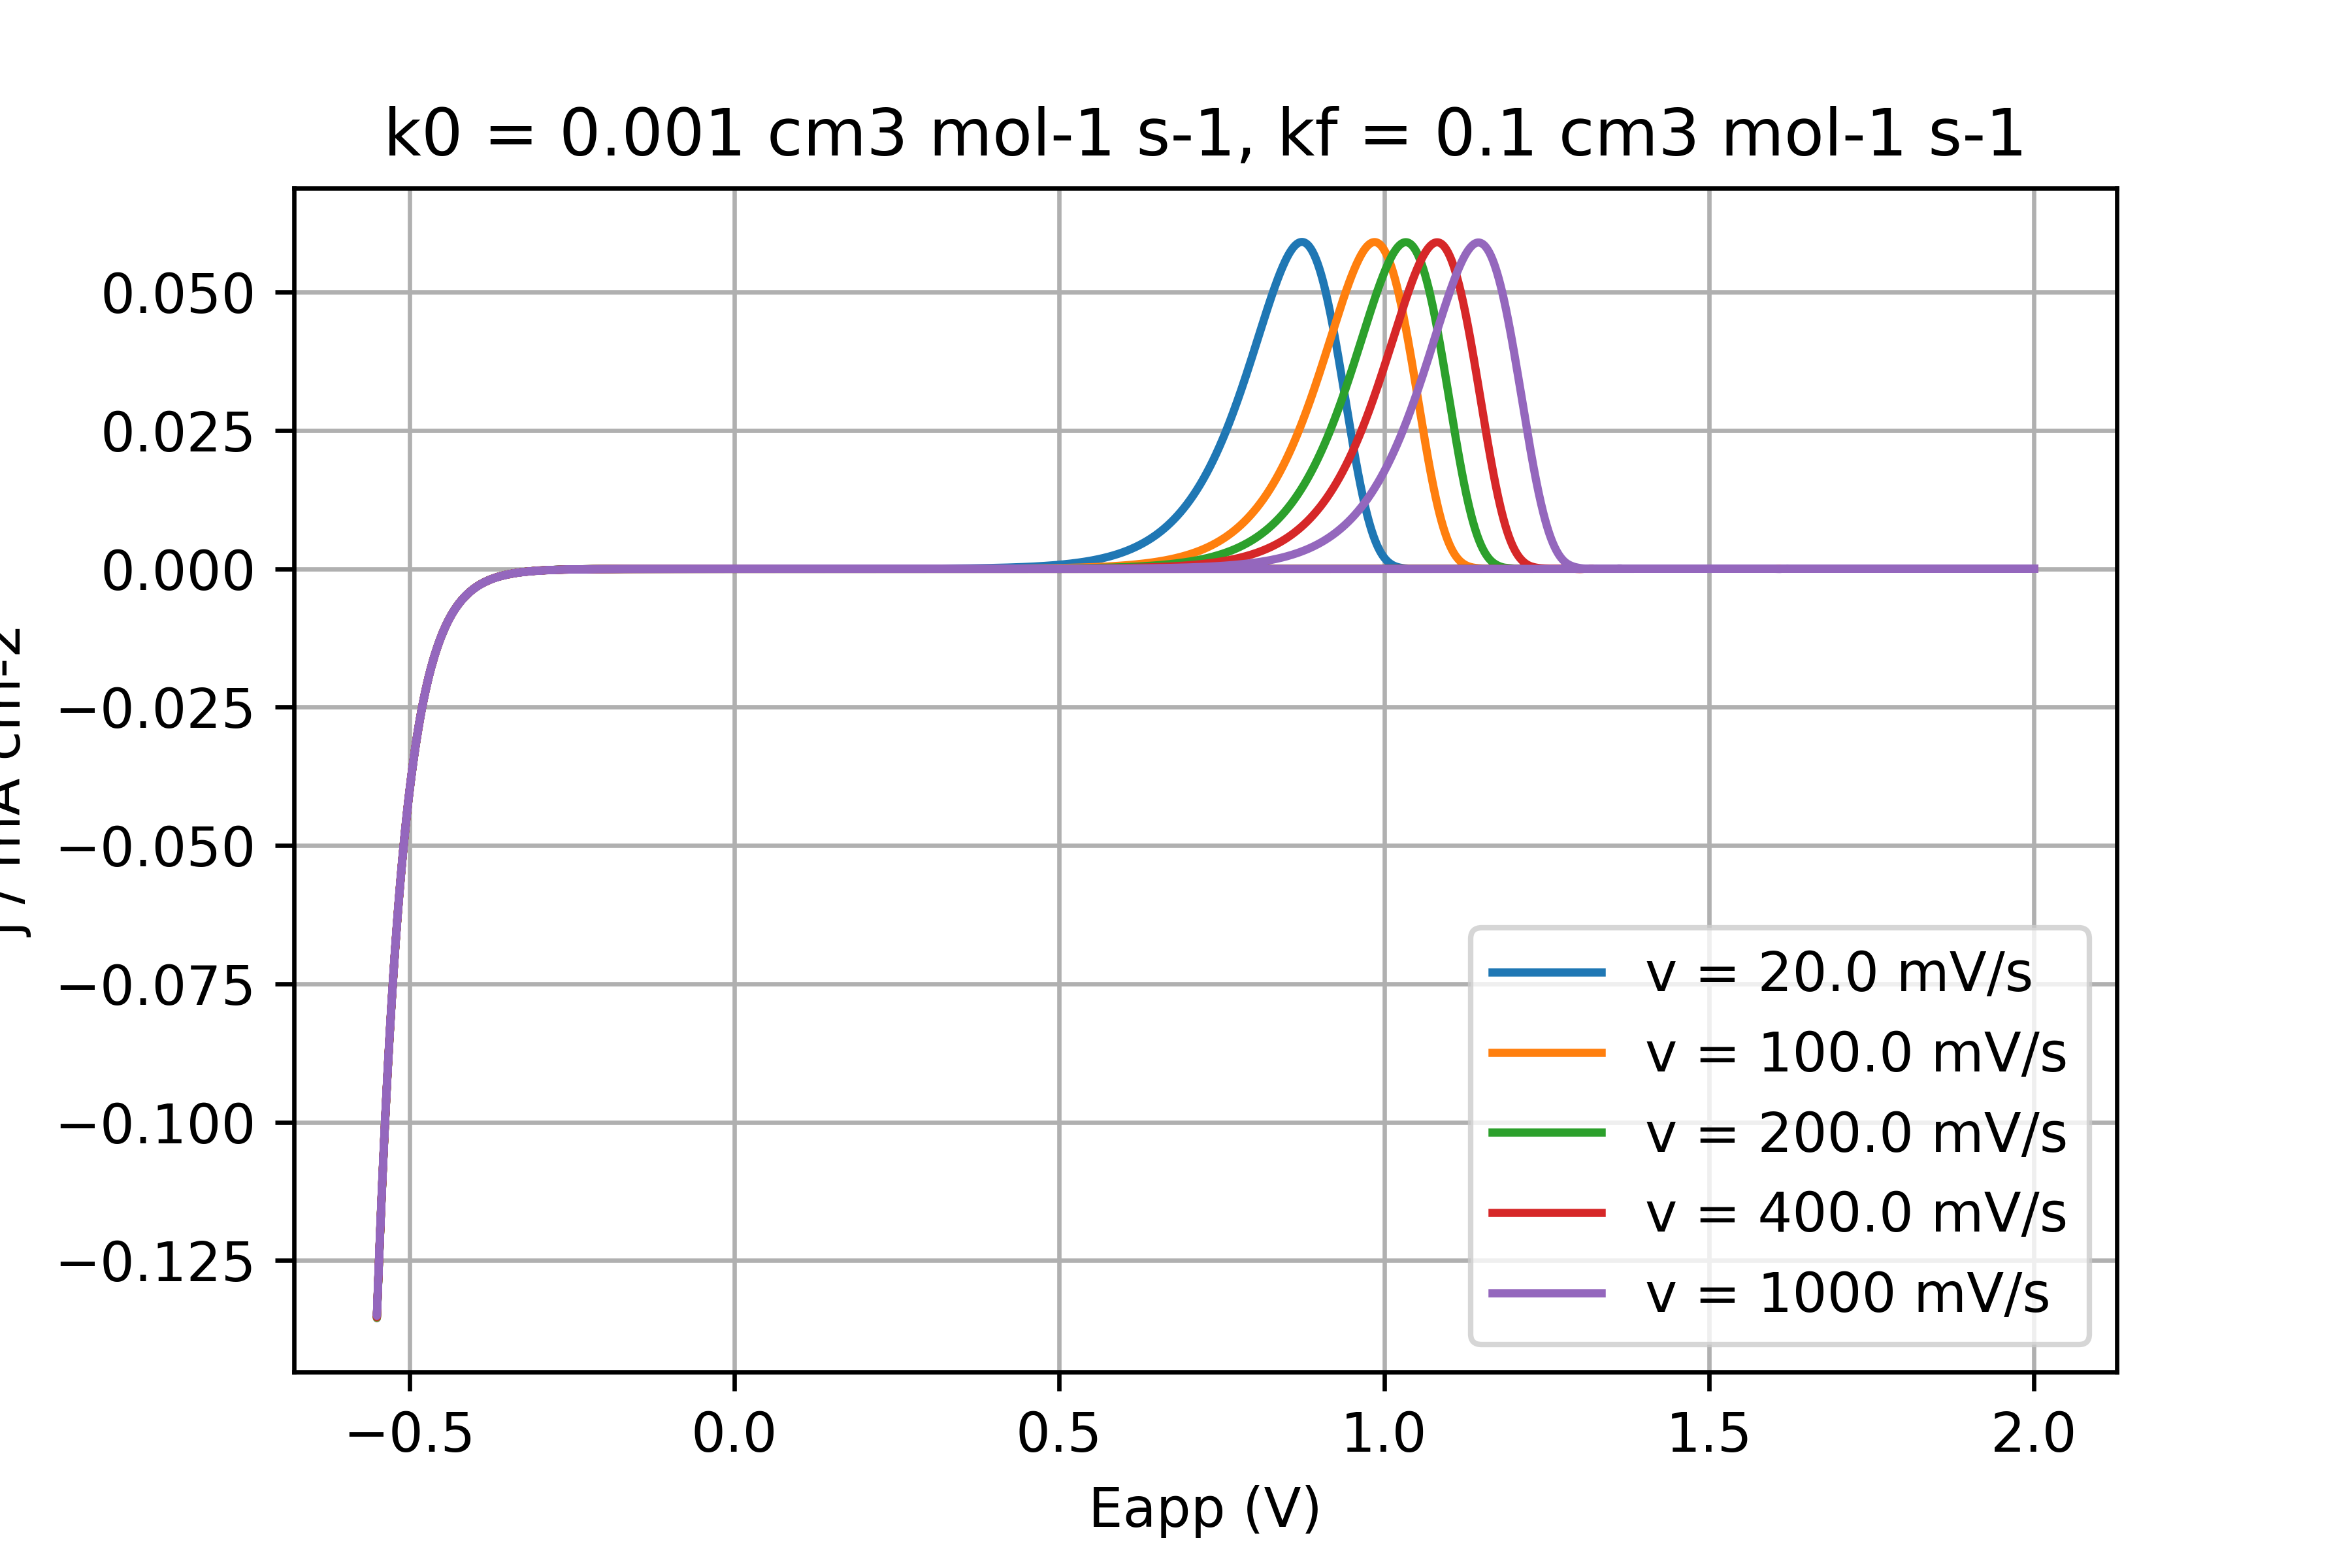 k0 = 0.001 cm3 mol-1 s-1, kf = 0.1 cm3 mol-1 s-1
0.050
0.025
0.000
−0.025
−0.050
−0.075
−0.100
−0.125
j / mA cm-2
v = 20.0 mV/s
v = 100.0 mV/s
v = 200.0 mV/s
v = 400.0 mV/s
v = 1000 mV/s
−0.5 0.0 0.5 1.0 1.5 2.0
Eapp (V)